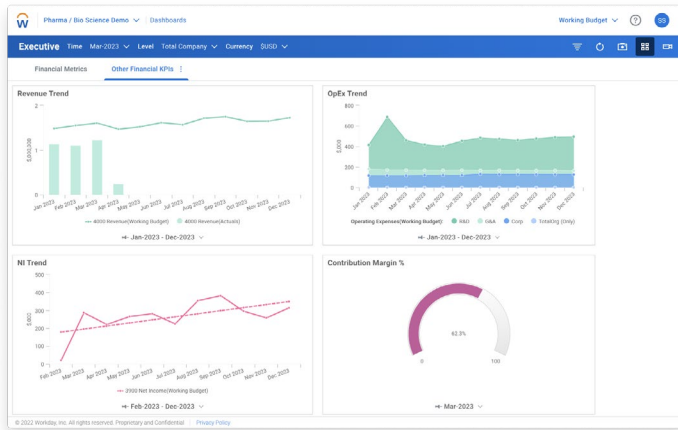 Pharma / Bio Science Demo
Dashboards
Working Budget
?
SS
Executive Time Mar-2023 Level Total Company Currency $USD
Financial Metrics
Other Financial KPIs
Revenue Trend
2
1
0
Jan 2023 Feb 2023 Mar 2023 Apr 2023 May 2023 Jun 2023 Jul 2023 Aug 2023 Sep 2023 Oct 2023 Nov 2023 Dec 2023
4000 Revenue(Working Budget) 4000 Revenue(Actuals)
Jan-2023 - Dec-2023
OpEx Trend
800
600
400
200
0
$,000
Jan 2023 Feb 2023 Mar 2023 Apr 2023 May 2023 Jun 2023 Jul 2023 Aug 2023 Sep 2023 Oct 2023 Nov 2023 Dec 2023
Operating Expenses(Working Budget): R&D G&A Corp TotalOrg (Only)
Jan-2023 - Dec-2023
NI Trend
500
400
300
200
100
0
$,000
Feb 2023 Mar 2023 Apr 2023 May 2023 Jun 2023 Jul 2023 Aug 2023 Sep 2023 Oct 2023 Nov 2023 Dec 2023
3900 Net Income(Working Budget)
Feb-2023 - Dec-2023
Contribution Margin %
62.5%
0
100
Mar-2023
© 2022 Workday, Inc. All rights reserved. Proprietary and Confidential
Privacy Policy